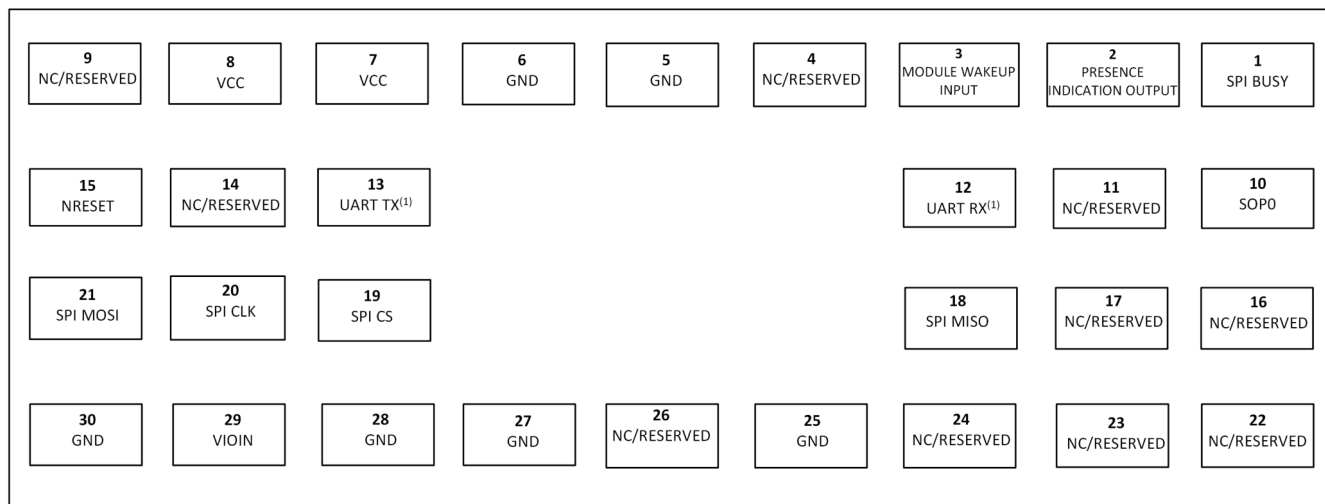 9
NC/RESERVED
8
VCC
7
VCC
6
GND
5
GND
4
NC/RESERVED
3
MODULE WAKEUP
INPUT
2
PRESENCE
INDICATION OUTPUT
1
SPI BUSY
15
NRESET
14
NC/RESERVED
13
UART TX(1)
12
UART RX(1)
11
NC/RESERVED
10
SOP0
21
SPI MOSI
20
SPI CLK
19
SPI CS
18
SPI MISO
17
NC/RESERVED
16
NC/RESERVED
30
GND
29
VIOIN
28
GND
27
GND
26
NC/RESERVED
25
GND
24
NC/RESERVED
23
NC/RESERVED
22
NC/RESERVED